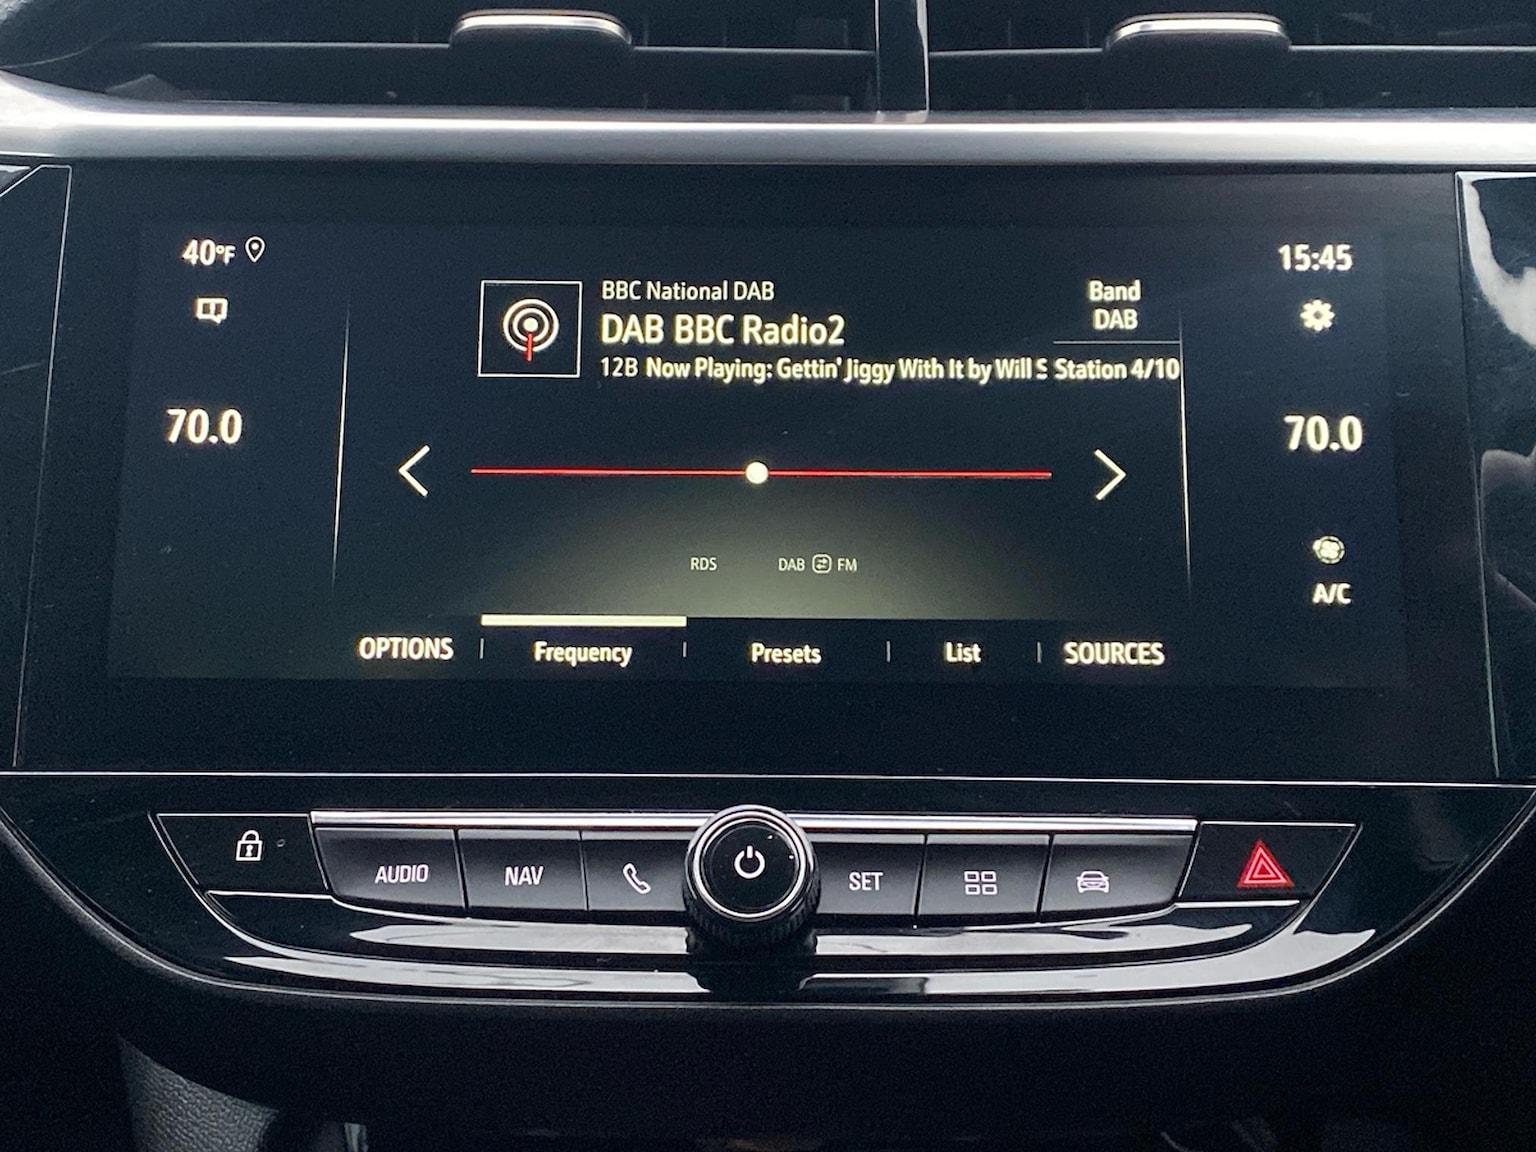 40°F
15:45
BBC National DAB
Band
DAB BBC Radio2
DAB
12B Now Playing: Gettin' Jiggy With It by Will S Station 4/10
70.0
70.0
RDS DAB FM
A/C
OPTIONS Frequency Presets List SOURCES
AUDIO NAV SET